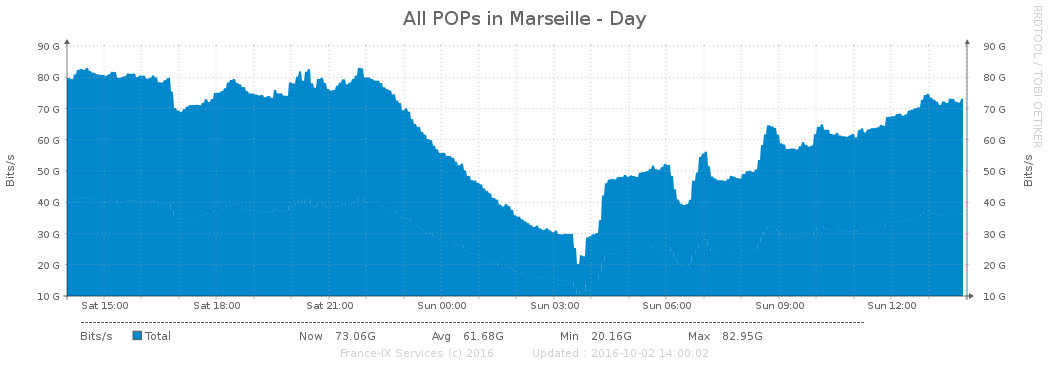 All POPs in Marseille - Day
RRDTOOL / TOBI OETIKER
Bits/s
90 G
80 G
70 G
60 G
50 G
40 G
30 G
20 G
10 G
90 G
80 G
70 G
60 G
50 G
40 G
30 G
20 G
10 G
Bits/s
Sat 15:00 Sat 18:00 Sat 21:00 Sun 00:00 Sun 03:00 Sun 06:00 Sun 09:00 Sun 12:00
Bits/s Total Now 73.06G Avg 61.68G Min 20.16G Max 82.95G
France-IX Services (c) 2016 Updated : 2016-10-02 14:00:02